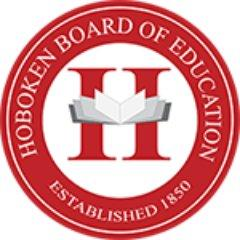 HOBOKEN BOARD OF EDUCATION
H
ESTABLISHED 1850